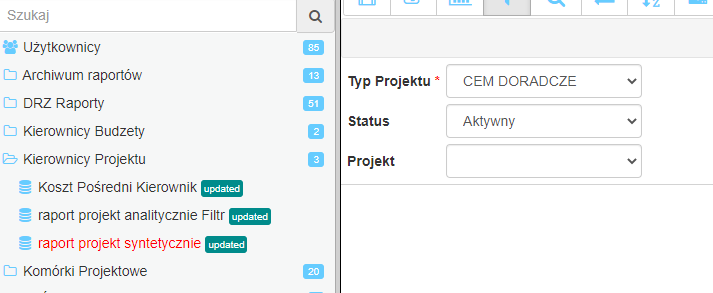 Szukaj
Użytkownicy 85
Archiwum raportów 13
DRZ Raporty 51
Kierownicy Budzety 2
Kierownicy Projektu 3
Koszt Pośredni Kierownik updated
raport projekt analitycznie Filtr updated
raport projekt syntetycznie updated
Komórki Projektowe 20
Typ Projektu * CEM DORADCZE
Status Aktywny
Projekt